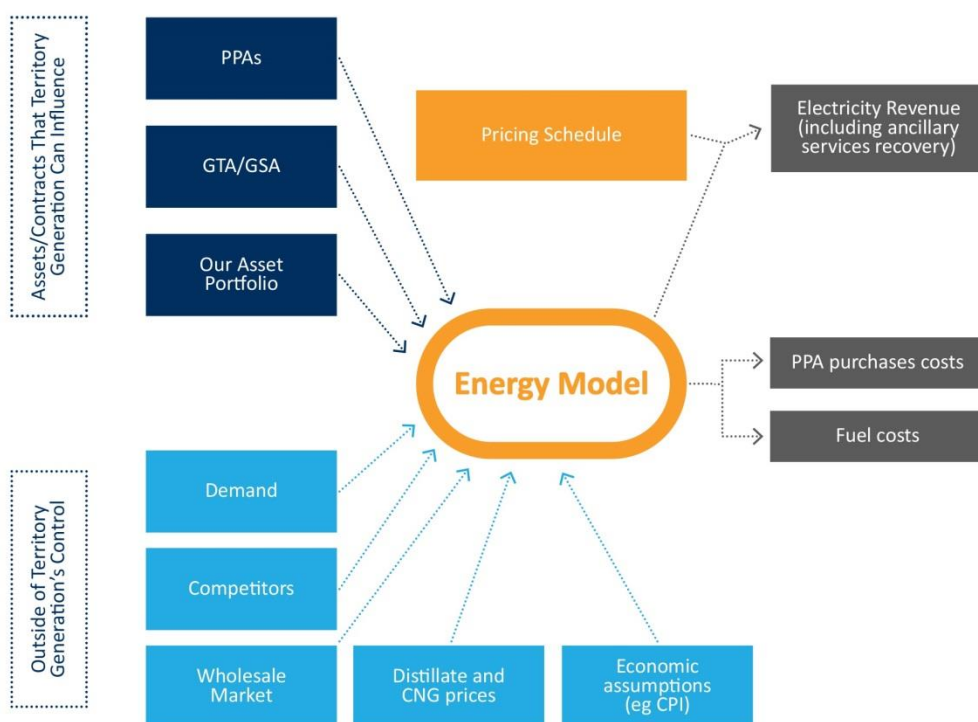 Assets/Contracts That Territory
Generation Can Influence
PPAs
GTA/GSA
Our Asset
Portfolio
Pricing Schedule
Electricity Revenue
(including ancillary
services recovery)
Energy Model
PPA purchases costs
Fuel costs
Outside of Territory
Generation's Control
Demand
Competitors
Wholesale
Market
Distillate and
CNG prices
Economic
assumptions
(eg CPI)